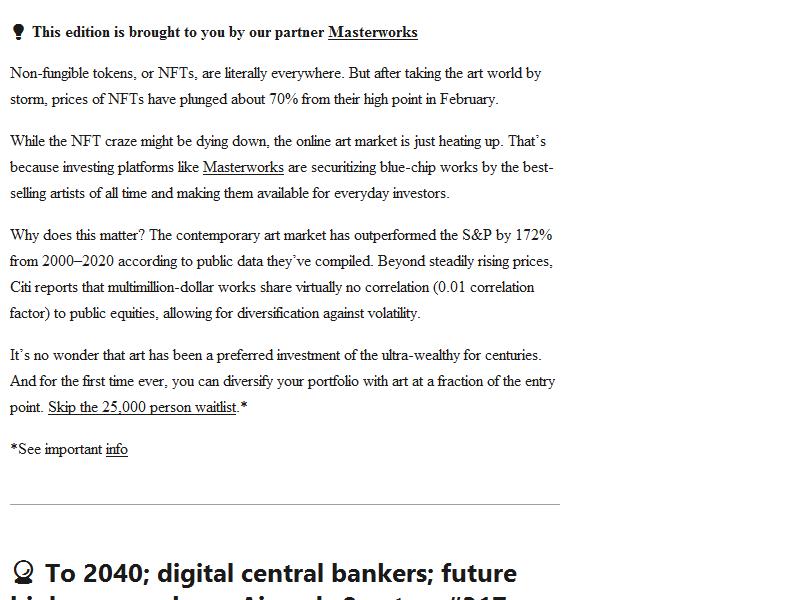 This edition is brought to you by our partner Masterworks
Non-fungible tokens, or NFTs, are literally everywhere. But after taking the art world by
storm, prices of NFTs have plunged about 70% from their high point in February.
While the NFT craze might be dying down, the online art market is just heating up. That's
because investing platforms like Masterworks are securitizing blue-chip works by the best-
selling artists of all time and making them available for everyday investors.
Why does this matter? The contemporary art market has outperformed the S&P by 172%
from 2000–2020 according to public data they've compiled. Beyond steadily rising prices,
Citi reports that multimillion-dollar works share virtually no correlation (0.01 correlation
factor) to public equities, allowing for diversification against volatility.
It's no wonder that art has been a preferred investment of the ultra-wealthy for centuries.
And for the first time ever, you can diversify your portfolio with art at a fraction of the entry
point. Skip the 25,000 person waitlist.*
*See important info
To 2040; digital central bankers; future